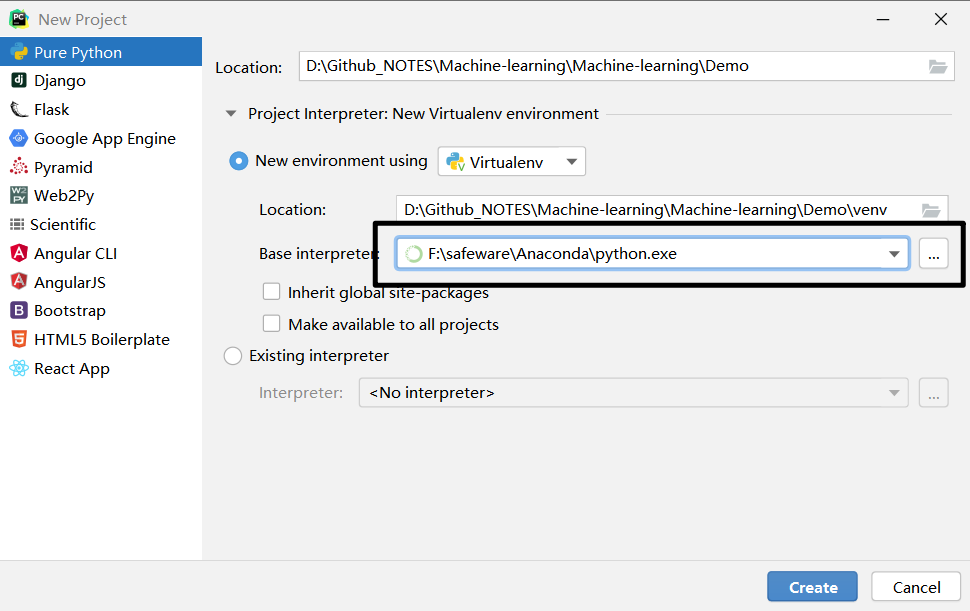 New Project
Pure Python
Django
Flask
Google App Engine
Pyramid
Web2Py
Scientific
Angular CLI
AngularJS
Bootstrap
HTML5 Boilerplate
React App
Location: D:\Github_NOTES\Machine-learning\Machine-learning\Demo
Project Interpreter: New Virtualenv environment
New environment using Virtualenv
Location: D:\Github_NOTES\Machine-learning\Machine-learning\Demo\venv
Base interpreter: F:\safeware\Anaconda\python.exe ...
Inherit global site-packages
Make available to all projects
Existing interpreter
Interpreter: <No interpreter> ...
Create Cancel